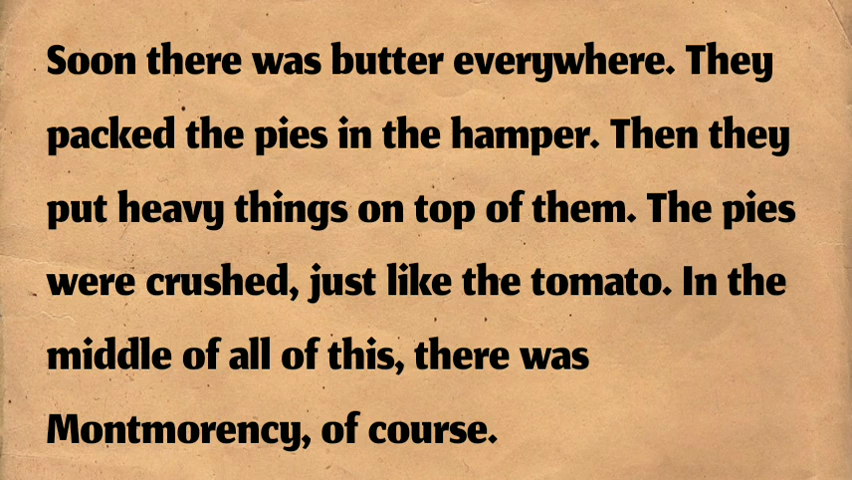 Soon there was butter everywhere. They
packed the pies in the hamper. Then they
put heavy things on top of them. The pies
were crushed, just like the tomato. In the
middle of all of this, there was
Montmorency, of course.